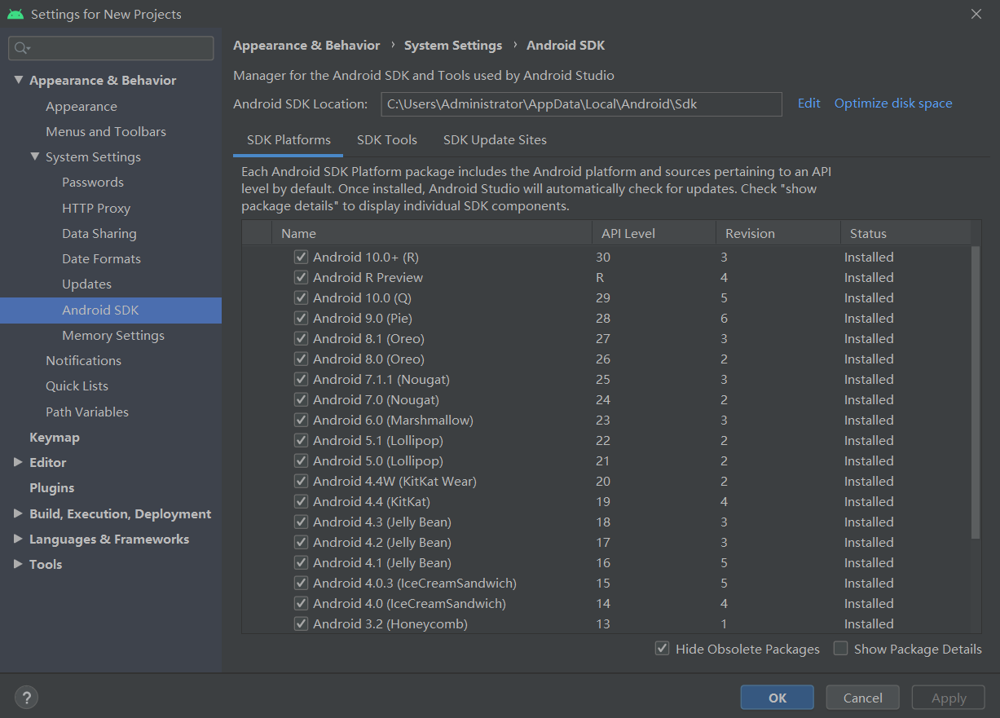 Settings for New Projects
Appearance & Behavior
Appearance
Menus and Toolbars
System Settings
Passwords
HTTP Proxy
Data Sharing
Date Formats
Updates
Android SDK
Memory Settings
Notifications
Quick Lists
Path Variables
Keymap
Editor
Plugins
Build, Execution, Deployment
Languages & Frameworks
Tools
Appearance & Behavior › System Settings › Android SDK
Manager for the Android SDK and Tools used by Android Studio
Android SDK Location: C:\Users\Administrator\AppData\Local\Android\Sdk Edit Optimize disk space
SDK Platforms SDK Tools SDK Update Sites
Each Android SDK Platform package includes the Android platform and sources pertaining to an API
level by default. Once installed, Android Studio will automatically check for updates. Check "show
package details" to display individual SDK components.
Name API Level Revision Status
Android 10.0+ (R) 30 3 Installed
Android R Preview R 4 Installed
Android 10.0 (Q) 29 5 Installed
Android 9.0 (Pie) 28 6 Installed
Android 8.1 (Oreo) 27 3 Installed
Android 8.0 (Oreo) 26 2 Installed
Android 7.1.1 (Nougat) 25 3 Installed
Android 7.0 (Nougat) 24 2 Installed
Android 6.0 (Marshmallow) 23 3 Installed
Android 5.1 (Lollipop) 22 2 Installed
Android 5.0 (Lollipop) 21 2 Installed
Android 4.4W (KitKat Wear) 20 2 Installed
Android 4.4 (KitKat) 19 4 Installed
Android 4.3 (Jelly Bean) 18 3 Installed
Android 4.2 (Jelly Bean) 17 3 Installed
Android 4.1 (Jelly Bean) 16 5 Installed
Android 4.0.3 (IceCreamSandwich) 15 5 Installed
Android 4.0 (IceCreamSandwich) 14 4 Installed
Android 3.2 (Honeycomb) 13 1 Installed
Hide Obsolete Packages Show Package Details
? OK Cancel Apply